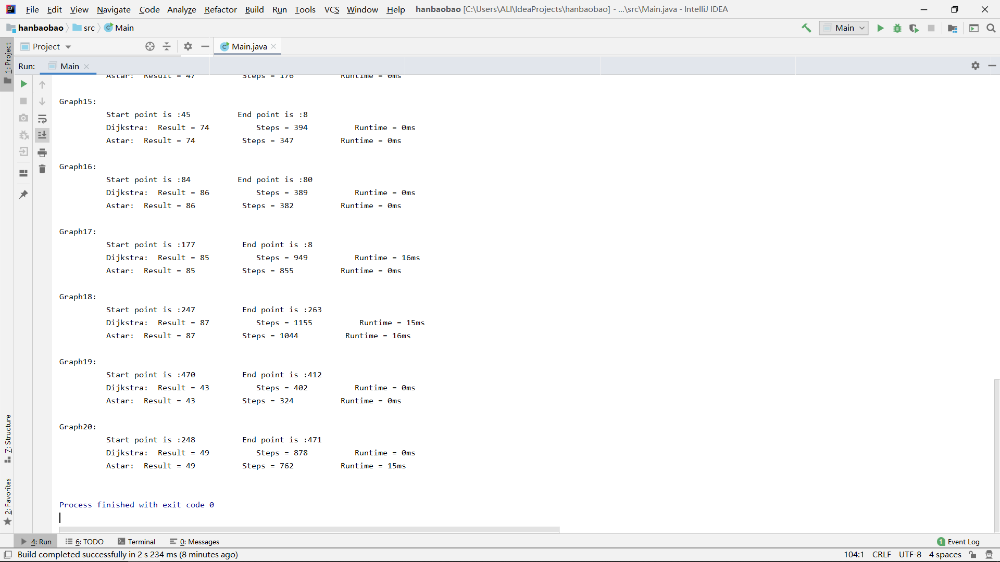 File Edit View Navigate Code Analyze Refactor Build Run Tools VCS Window Help hanbaobao [C:\Users\ALI\IdeaProjects\hanbaobao] - ...\src\Main.java - IntelliJ IDEA
hanbaobao src Main Main
1: Project Project Main.java
Run: Main
Astar: Result = 47 Steps = 176 Runtime = 0ms
Graph15:
Start point is :45 End point is :8
Dijkstra: Result = 74 Steps = 394 Runtime = 0ms
Astar: Result = 74 Steps = 347 Runtime = 0ms
Graph16:
Start point is :84 End point is :80
Dijkstra: Result = 86 Steps = 389 Runtime = 0ms
Astar: Result = 86 Steps = 382 Runtime = 0ms
Graph17:
Start point is :177 End point is :8
Dijkstra: Result = 85 Steps = 949 Runtime = 16ms
Astar: Result = 85 Steps = 855 Runtime = 0ms
Graph18:
Start point is :247 End point is :263
Dijkstra: Result = 87 Steps = 1155 Runtime = 15ms
Astar: Result = 87 Steps = 1044 Runtime = 16ms
Graph19:
Start point is :470 End point is :412
Dijkstra: Result = 43 Steps = 402 Runtime = 0ms
Astar: Result = 43 Steps = 324 Runtime = 0ms
Graph20:
Start point is :248 End point is :471
Dijkstra: Result = 49 Steps = 878 Runtime = 0ms
Astar: Result = 49 Steps = 762 Runtime = 15ms
Process finished with exit code 0
7: Structure
2: Favorites
4: Run 6: TODO Terminal 0: Messages 1 Event Log
Build completed successfully in 2 s 234 ms (8 minutes ago) 104:1 CRLF UTF-8 4 spaces